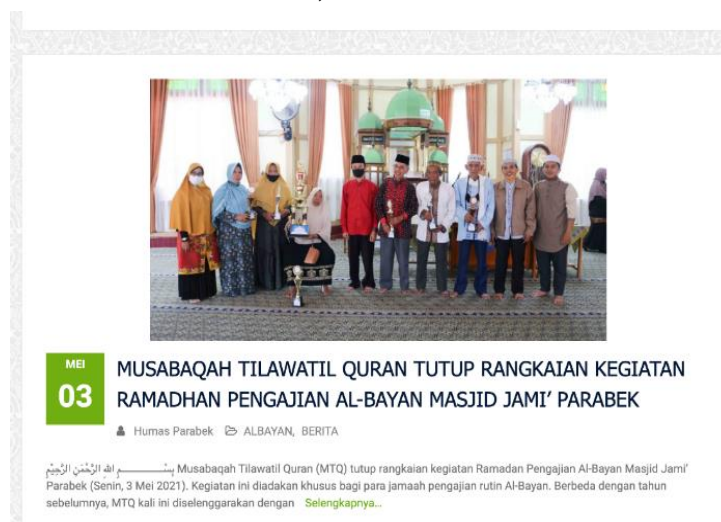 MEI
03
MUSABAQAH TILAWATIL QURAN TUTUP RANGKAIAN KEGIATAN
RAMADHAN PENGAJIAN AL-BAYAN MASJID JAMI’ PARABEK
Humas Parabek ALBAYAN, BERITA
بِسْـــــــــمِ اللهِ الرَّحْمَنِ الرَّحِيْمِ Musabaqah Tilawatil Quran (MTQ) tutup rangkaian kegiatan Ramadan Pengajian Al-Bayan Masjid Jami’
Parabek (Senin, 3 Mei 2021). Kegiatan ini diadakan khusus bagi para jamaah pengajian rutin Al-Bayan. Berbeda dengan tahun
sebelumnya, MTQ kali ini diselenggarakan dengan Selengkapnya...